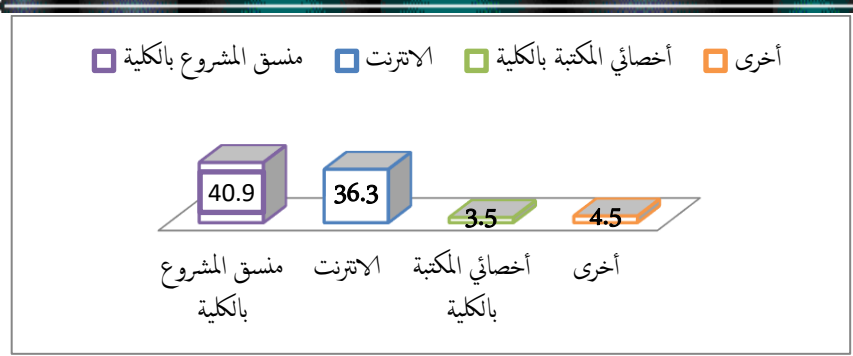 أخرى أخصائي المكتبة بالكلية الانترنت منسق المشروع بالكلية
40.9 36.3 3.5 4.5
منسق المشروع بالكلية
الانترنت
أخصائي المكتبة بالكلية
أخرى